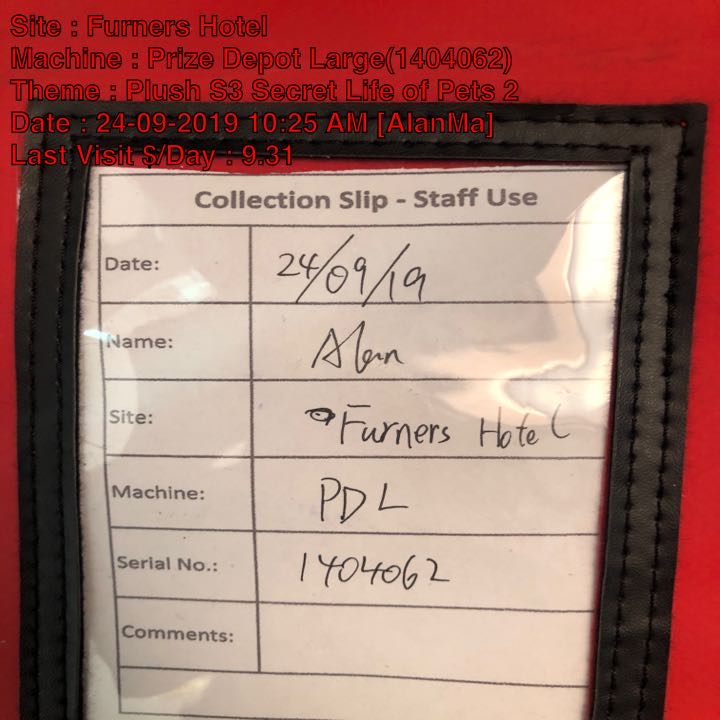 Site : Furners Hotel
Machine : Prize Depot Large(1404062)
Theme : Plush S3 Secret Life of Pets 2
Date : 24-09-2019 10:25 AM [AlanMa]
Last Visit $/Day : 9.31
Collection Slip - Staff Use
Date: 24/09/19
Name: Alan
Site: Furners Hotel
Machine: PDL
Serial No.: 1404062
Comments: